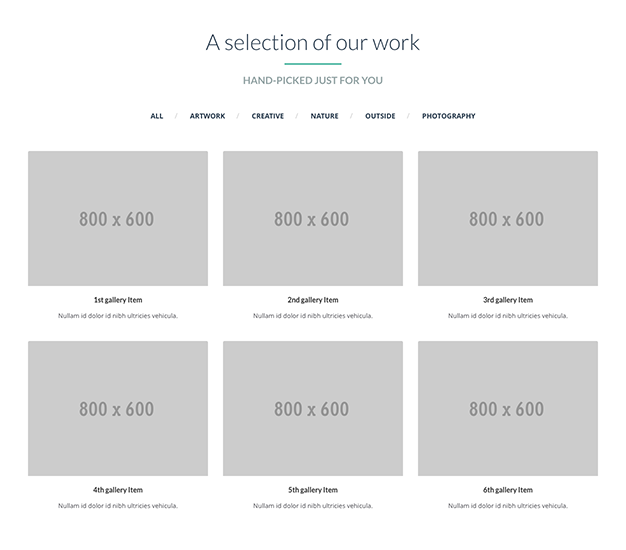 A selection of our work
HAND-PICKED JUST FOR YOU
ALL / ARTWORK / CREATIVE / NATURE / OUTSIDE / PHOTOGRAPHY
800 x 600 800 x 600 800 x 600
1st gallery Item 2nd gallery Item 3rd gallery Item
Nullam id dolor id nibh ultricies vehicula. Nullam id dolor id nibh ultricies vehicula. Nullam id dolor id nibh ultricies vehicula.
800 x 600 800 x 600 800 x 600
4th gallery Item 5th gallery Item 6th gallery Item
Nullam id dolor id nibh ultricies vehicula. Nullam id dolor id nibh ultricies vehicula. Nullam id dolor id nibh ultricies vehicula.